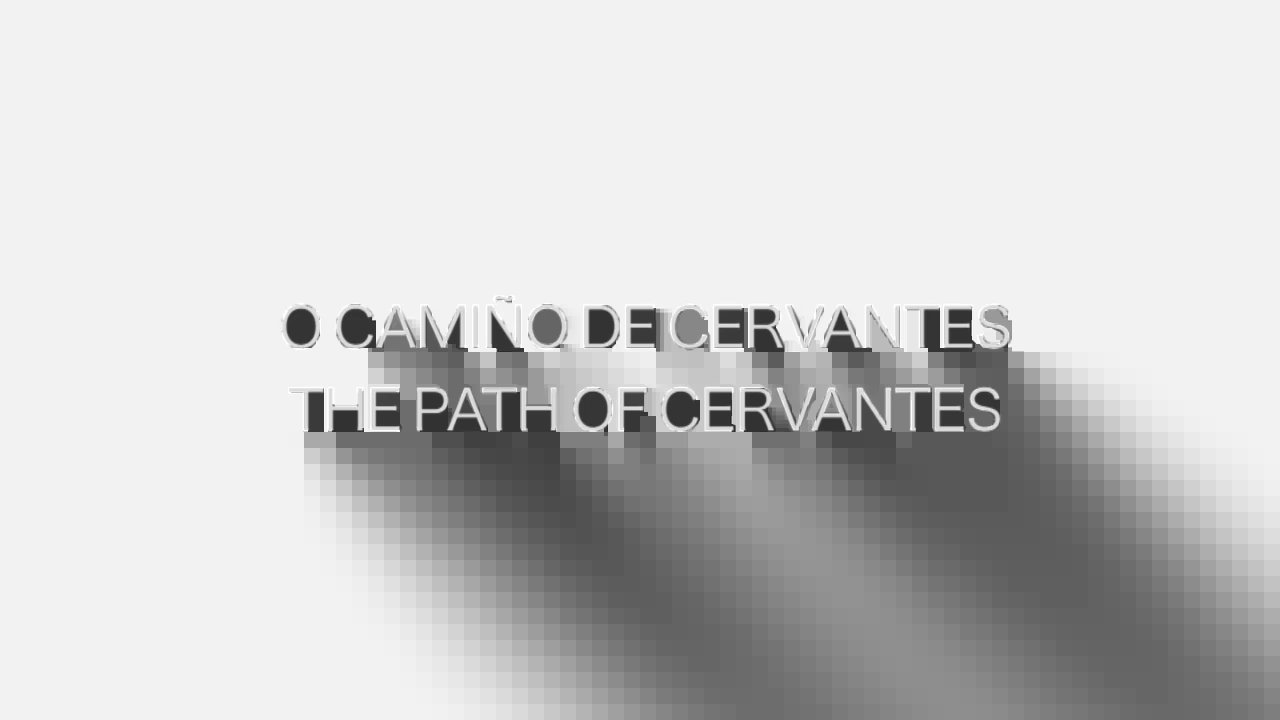 O CAMIÑO DE CERVANTES
THE PATH OF CERVANTES